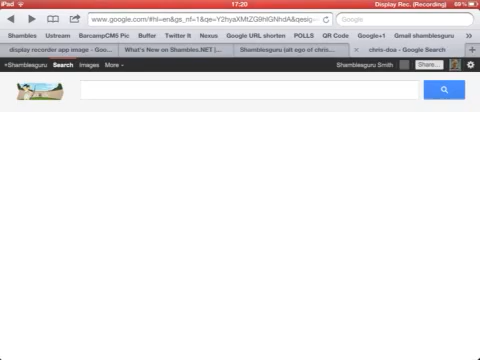 iPad 17:20 Display Rec. (Recording) 69%
www.google.com/#hl=en&gs_nf=1&qe=Y2hyaXMtZG9hIGNhdA&qesig= Google
Shambles Ustream BarcampCM5 Pic Buffer Twitter It Nexus Google URL shorten POLLS QR Code Google+1 Gmail shamblesguru
display recorder app image - Goo... What's New on Shambles.NET |... Shamblesguru (alt ego of chris... chris-doa - Google Search
+Shamblesguru Search Images More Shamblesguru Smith Share...